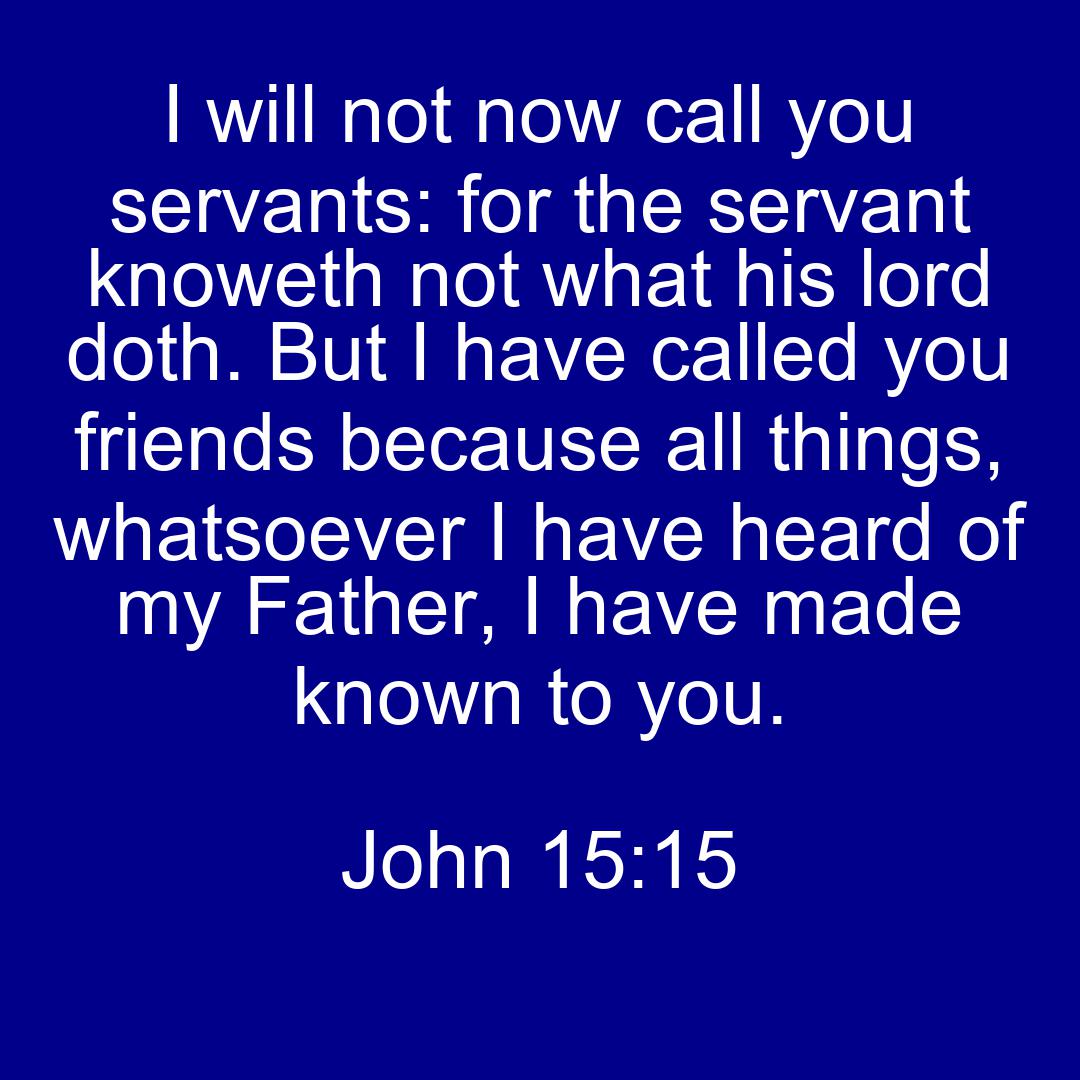 I will not now call you
servants: for the servant
knoweth not what his lord
doth. But I have called you
friends because all things,
whatsoever I have heard of
my Father, I have made
known to you.
John 15:15